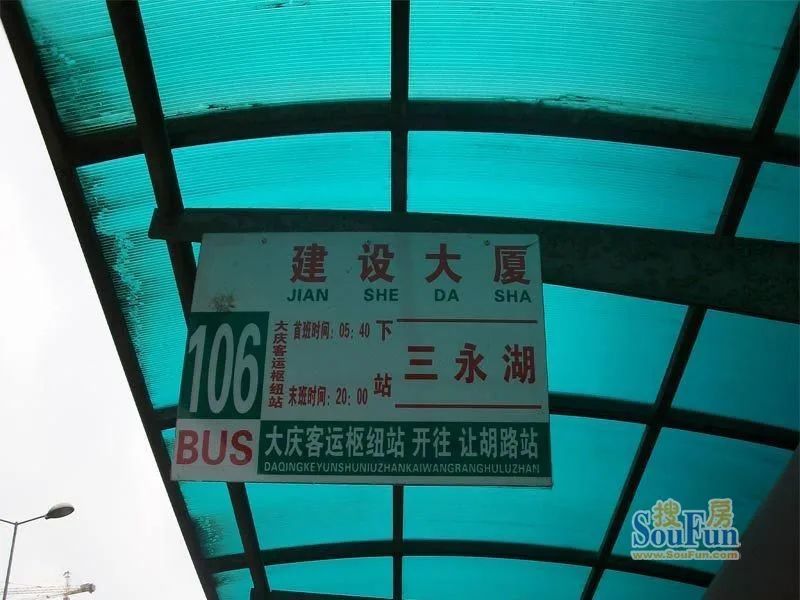 建设大厦
JIAN SHE DA SHA
106
大庆客运枢纽站
首班时间：05：40
末班时间：20：00
下站
三永湖
BUS
大庆客运枢纽站 开往 让胡路站
DAQINGKEYUNSHUNIUZHANKAIWANGRANGHULUZHAN
搜房
SouFun
www.SouFun.com